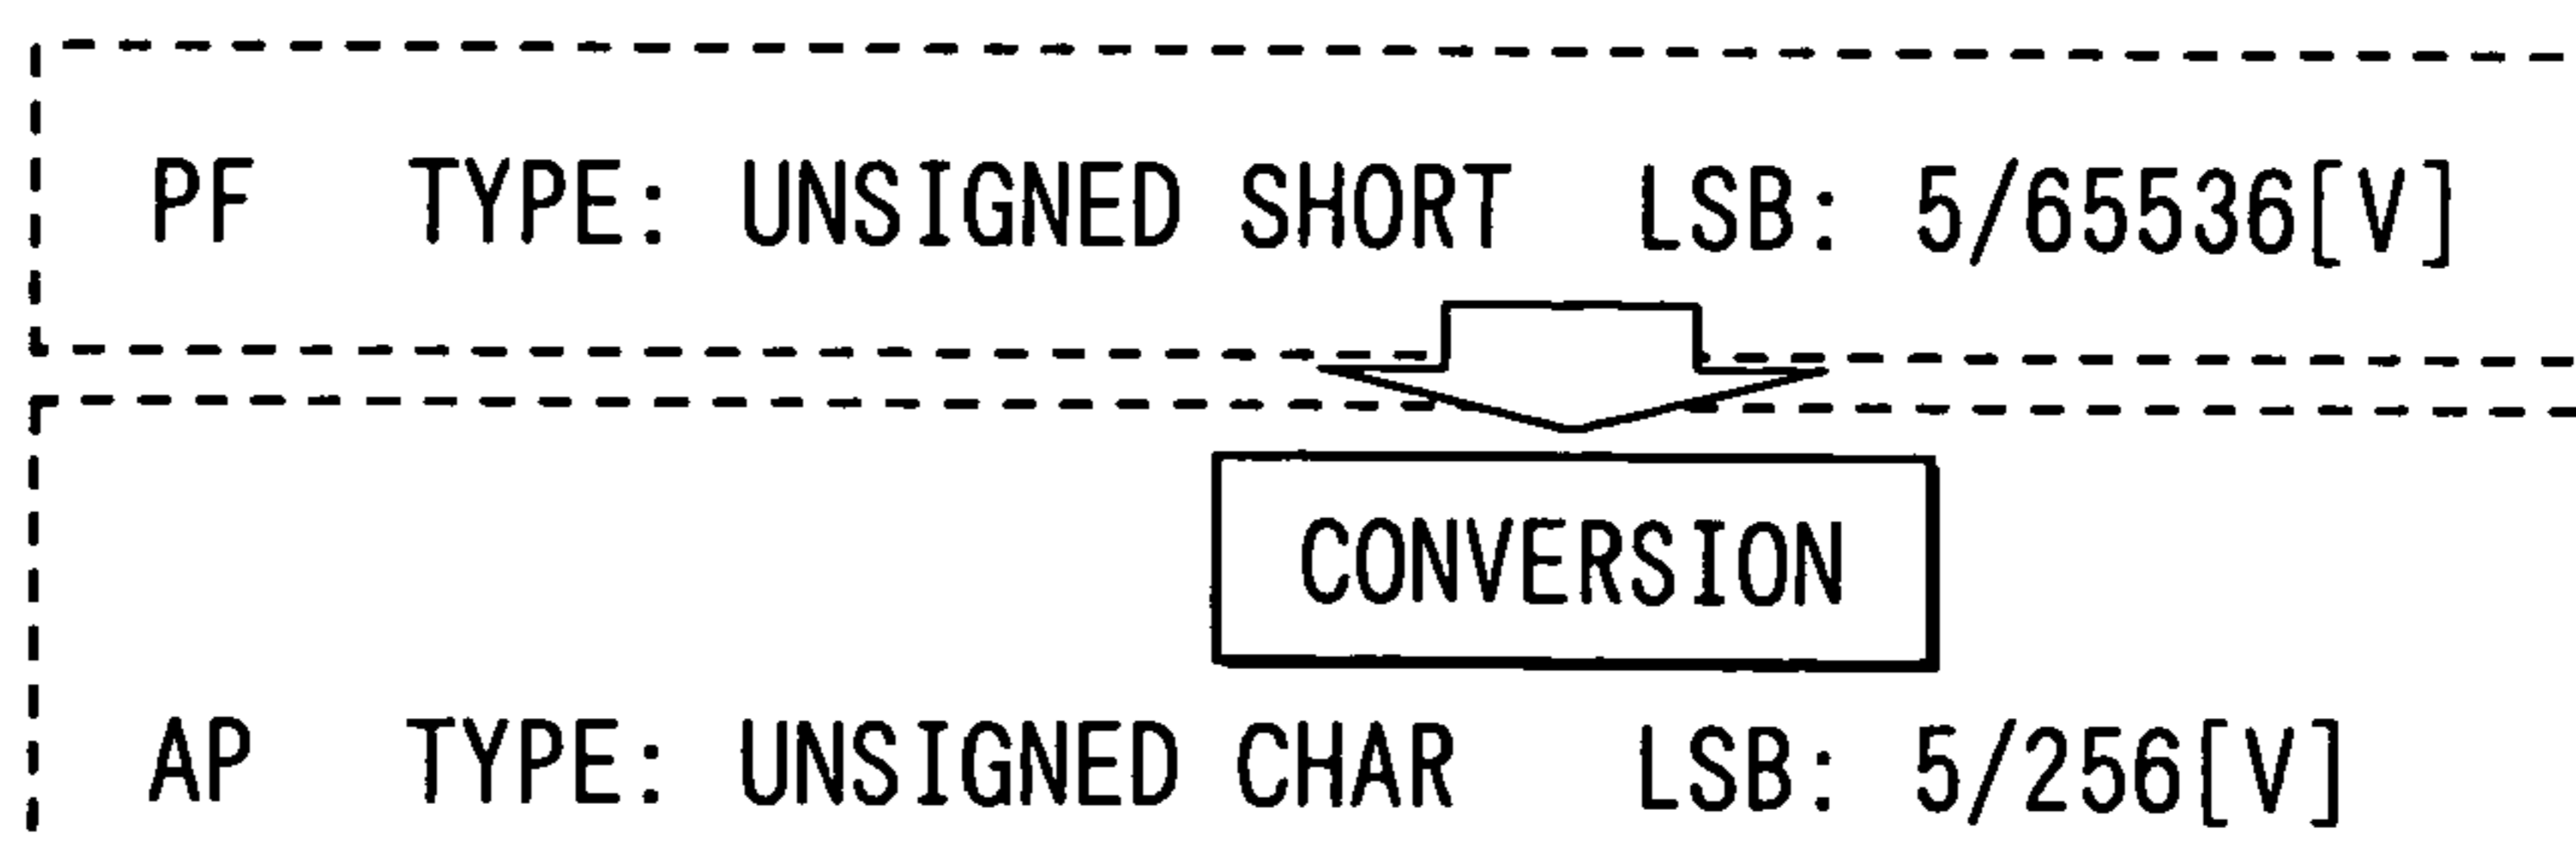 PF TYPE: UNSIGNED SHORT LSB: 5/65536[V]
CONVERSION
AP TYPE: UNSIGNED CHAR LSB: 5/256[V]